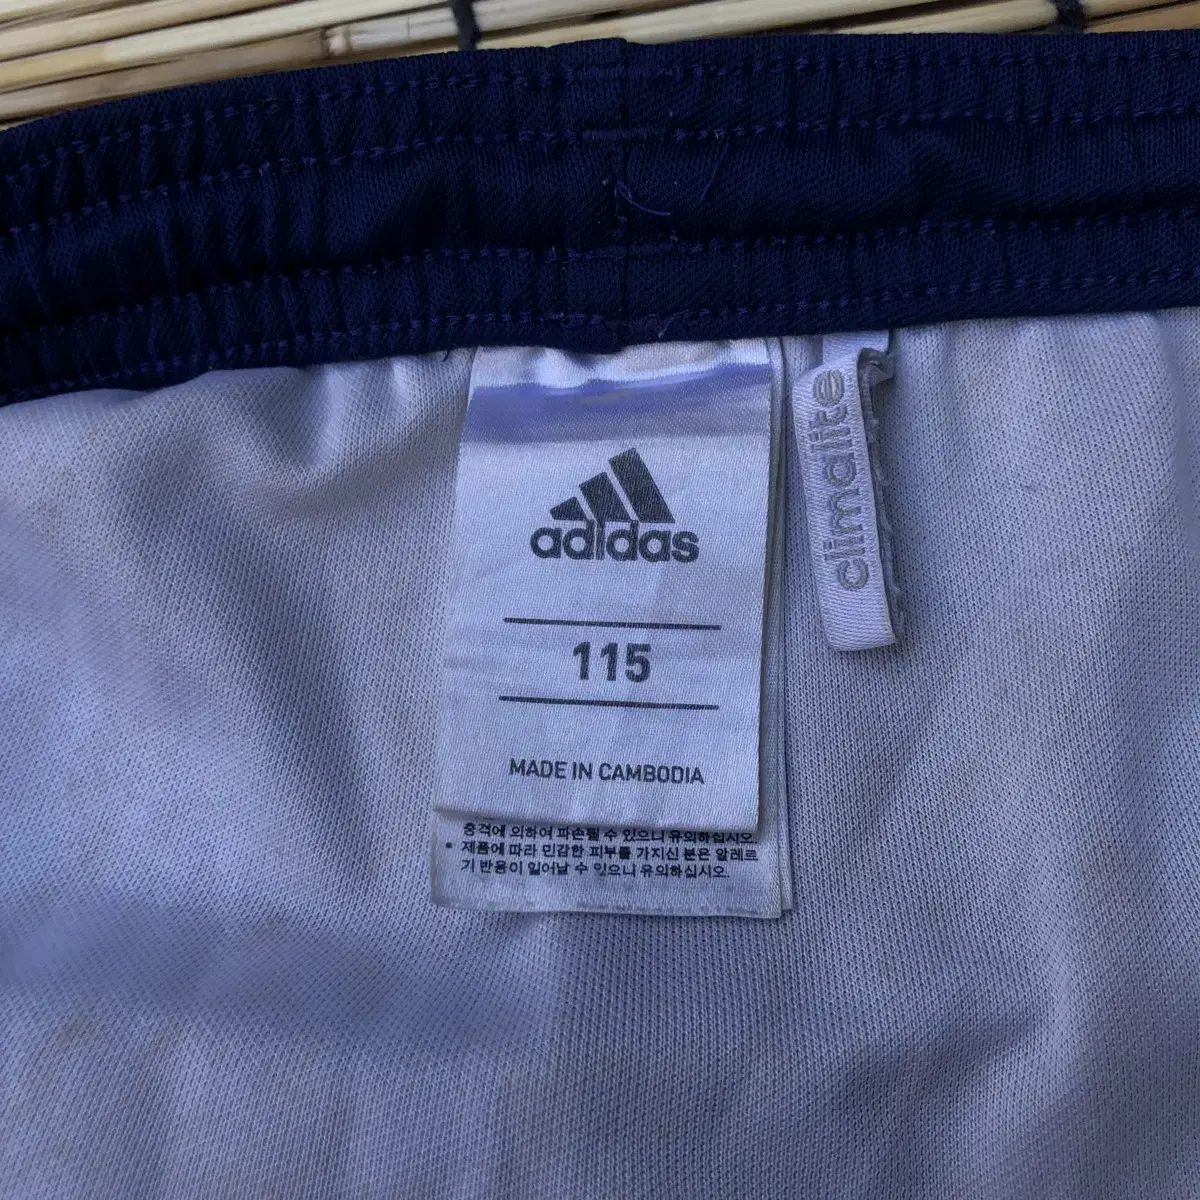 adidas
115
MADE IN CAMBODIA
충격에 의하여 파손될 수 있으니 유의하십시오.
* 제품에 따라 민감한 피부를 가지신 분은 알레르
기 반응이 일어날 수 있으니 유의하십시오.
climalite